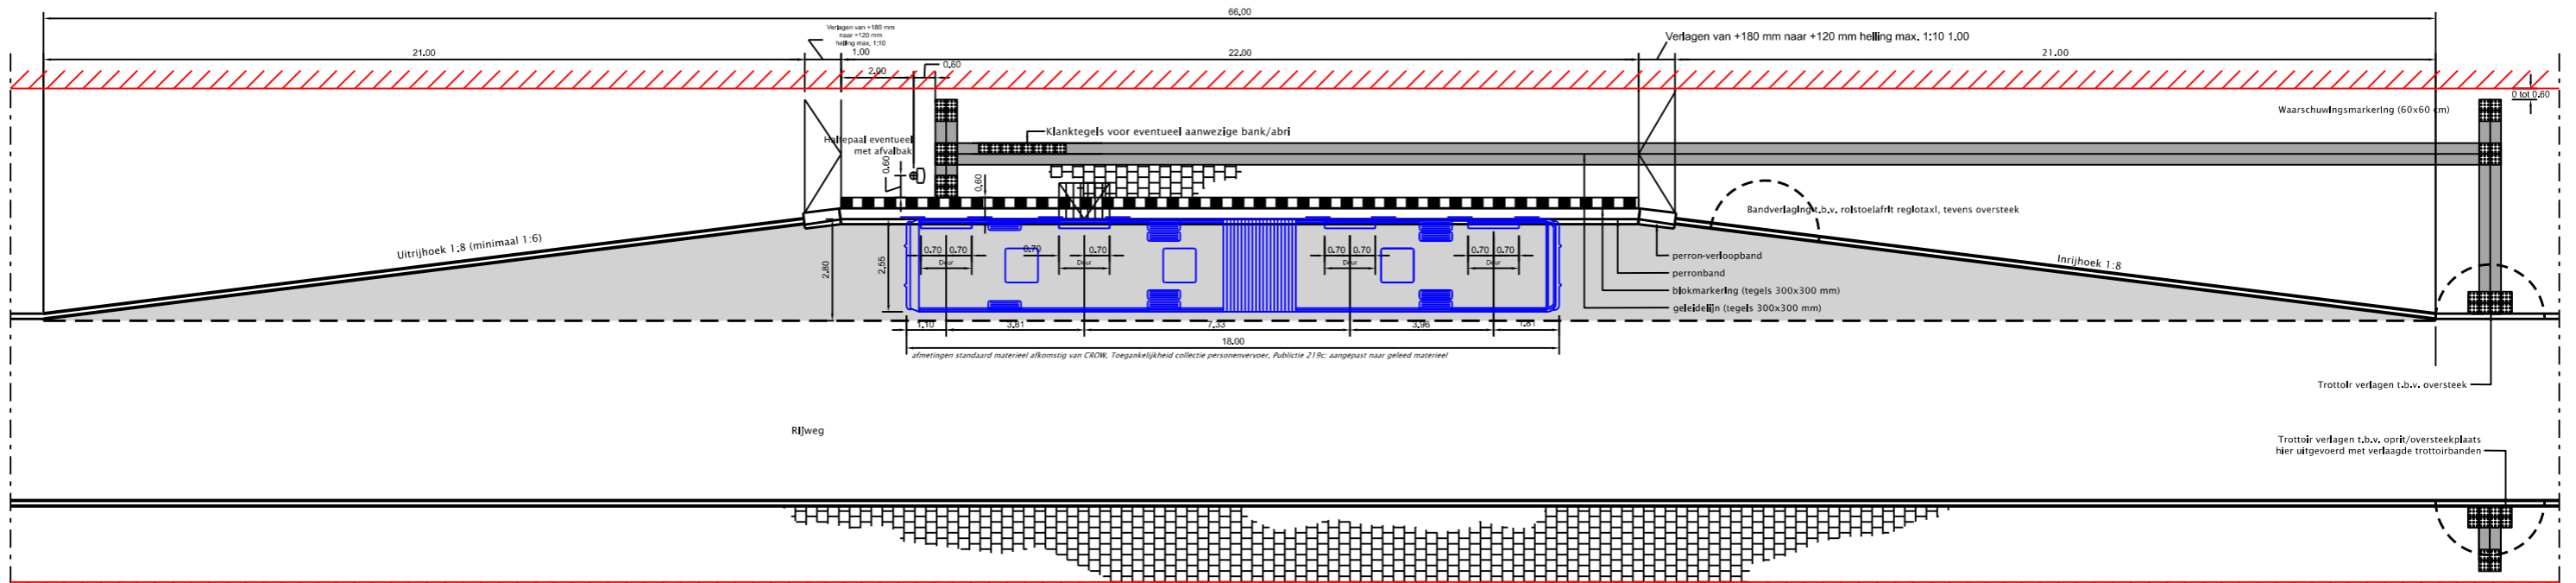 66.00
Verlagen van +180 mm
naar +120 mm
helling max. 1:10
Verlagen van +180 mm naar +120 mm helling max. 1:10 1.00
21.00
1.00
22.00
21.00
2.00
0.60
0 tot 0.60
Waarschuwingsmarkering (60x60 cm)
Klanktegels voor eventueel aanwezige bank/abri
Haltepaal eventueel
met afvalbak
0.60
0.60
Bandverlaging t.b.v. rolstoelafrit regiotaxi, tevens oversteek
Uitrijhoek 1:8 (minimaal 1:6)
Inrijhoek 1:8
2.80
2.55
0.70
0.70
Deur
0.70
0.70
Deur
0.70
0.70
Deur
0.70
0.70
Deur
perron-verloopband
perronband
blokmarkering (tegels 300x300 mm)
geleidelijn (tegels 300x300 mm)
1.10
3.81
7.33
3.96
1.81
18.00
afmetingen standaard materieel afkomstig van CROW, Toegankelijkheid collectie personenvervoer, Publictie 219c; aangepast naar geleed materieel
Trottoir verlagen t.b.v. oversteek
Rijweg
Trottoir verlagen t.b.v. oprit/oversteekplaats
hier uitgevoerd met verlaagde trottoirbanden